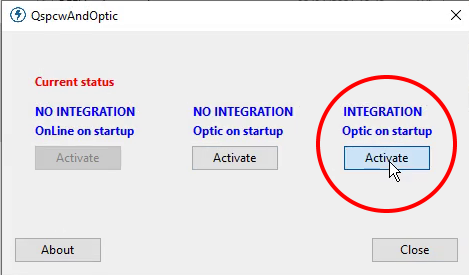 QspcwAndOptic
Current status
NO INTEGRATION
OnLine on startup
Activate
NO INTEGRATION
Optic on startup
Activate
INTEGRATION
Optic on startup
Activate
About
Close